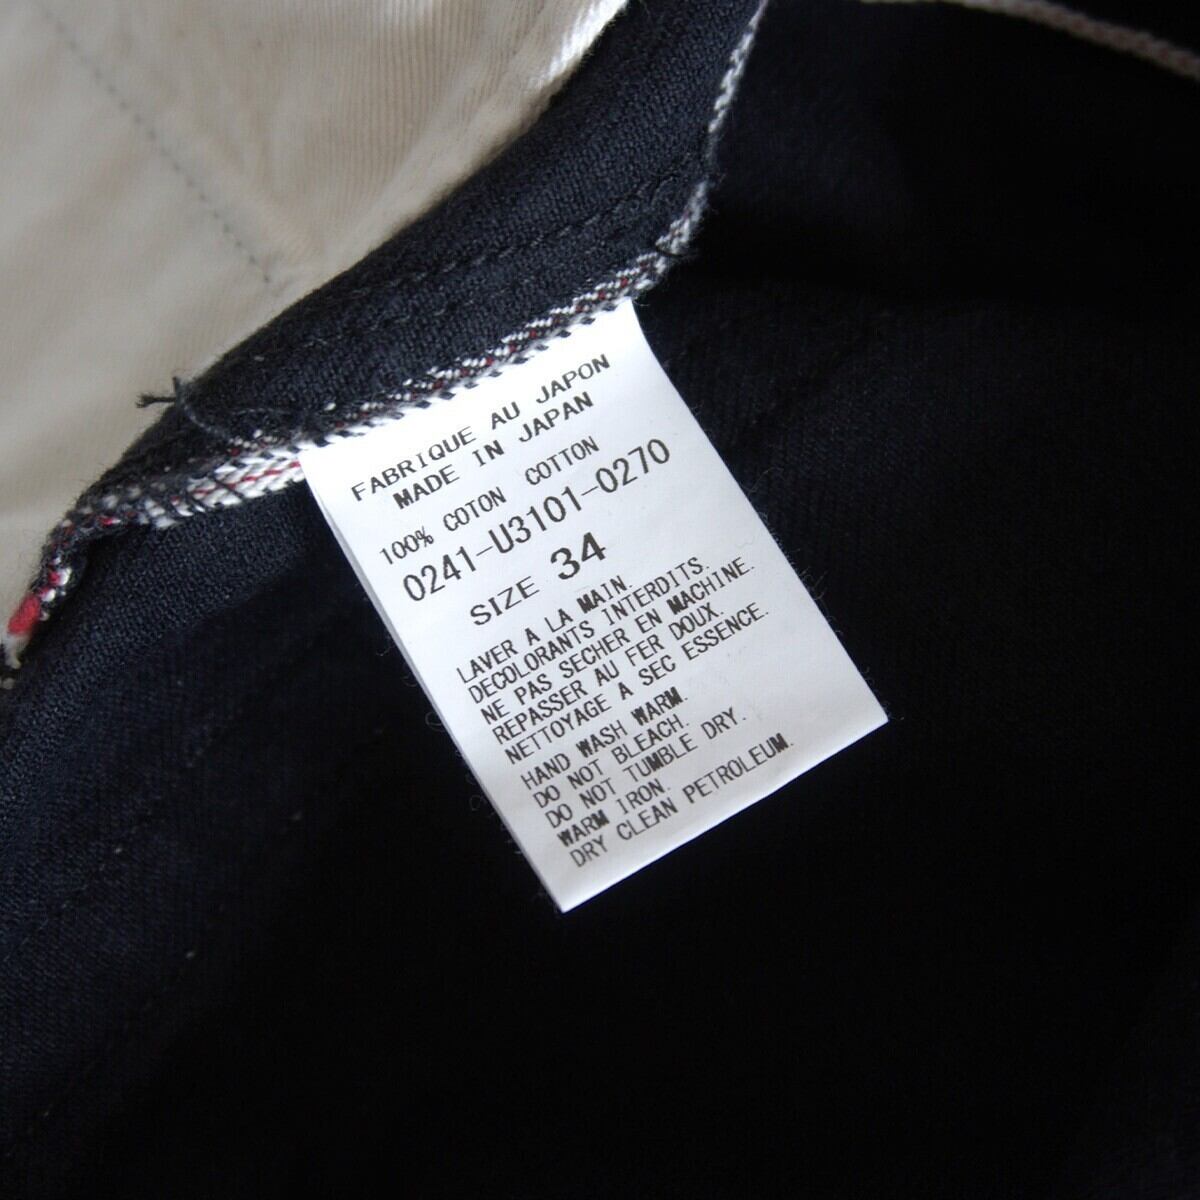 FABRIQUE AU JAPON
MADE IN JAPAN
100% COTON COTTON
0241-U3101-0270
SIZE 34
LAVER A LA MAIN.
DECOLORANTS INTERDITS.
NE PAS SECHER EN MACHINE.
REPASSER AU FER DOUX.
NETTOYAGE A SEC ESSENCE.
HAND WASH WARM.
DO NOT BLEACH.
DO NOT TUMBLE DRY.
WARM IRON.
DRY CLEAN PETROLEUM.